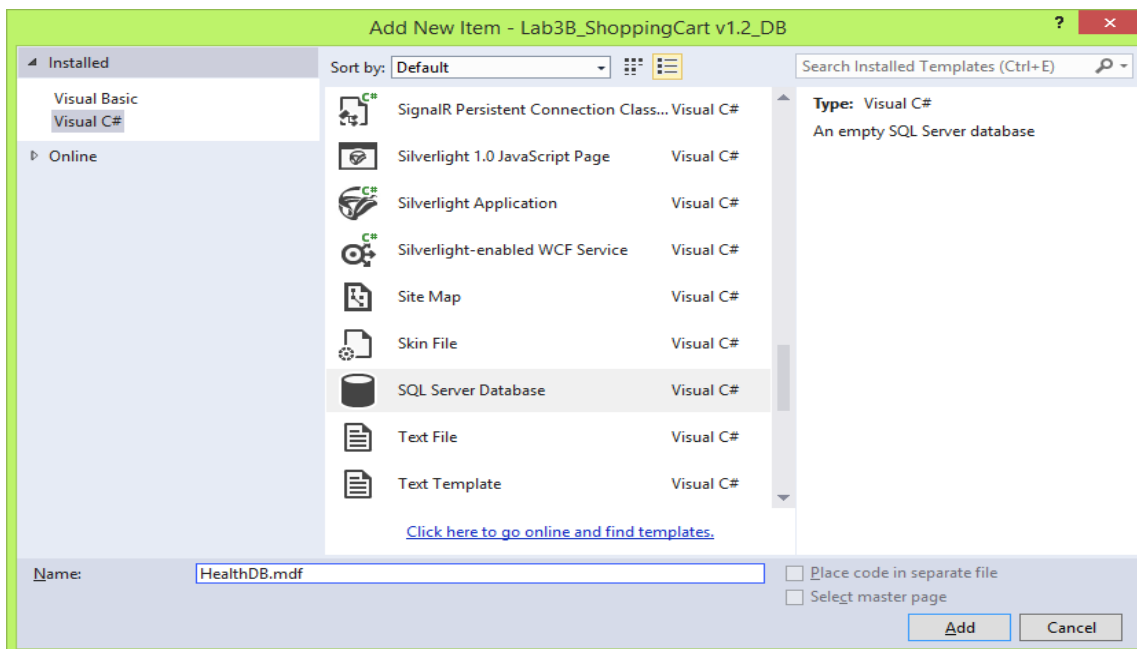 Add New Item - Lab3B_ShoppingCart v1.2_DB
?
Installed
Visual Basic
Visual C#
Online
Sort by: Default
Search Installed Templates (Ctrl+E)
C# SignalR Persistent Connection Class... Visual C#
Silverlight 1.0 JavaScript Page Visual C#
C# Silverlight Application Visual C#
C# Silverlight-enabled WCF Service Visual C#
Site Map Visual C#
Skin File Visual C#
SQL Server Database Visual C#
Text File Visual C#
Text Template Visual C#
Click here to go online and find templates.
Type: Visual C#
An empty SQL Server database
Name: HealthDB.mdf
Place code in separate file
Select master page
Add Cancel